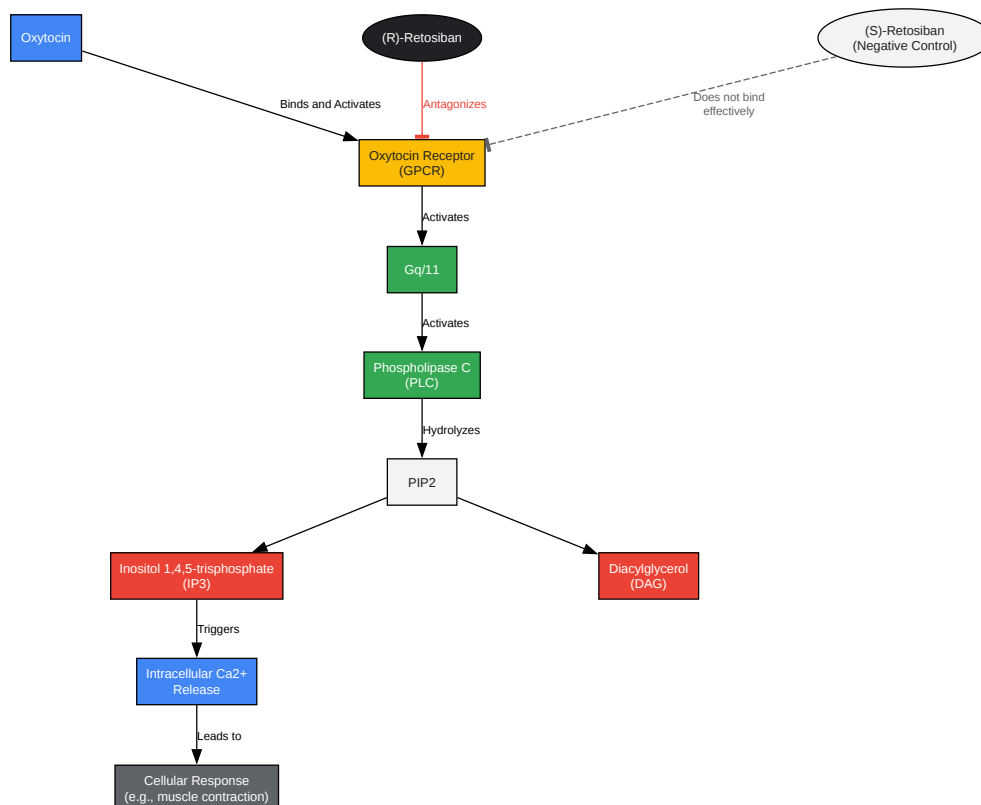 Oxytocin
(R)-Retosiban
(S)-Retosiban
(Negative Control)
Binds and Activates
Antagonizes
Does not bind
effectively
Oxytocin Receptor
(GPCR)
Activates
Gq/11
Activates
Phospholipase C
(PLC)
Hydrolyzes
PIP2
Inositol 1,4,5-trisphosphate
(IP3)
Diacylglycerol
(DAG)
Triggers
Intracellular Ca2+
Release
Leads to
Cellular Response
(e.g., muscle contraction)